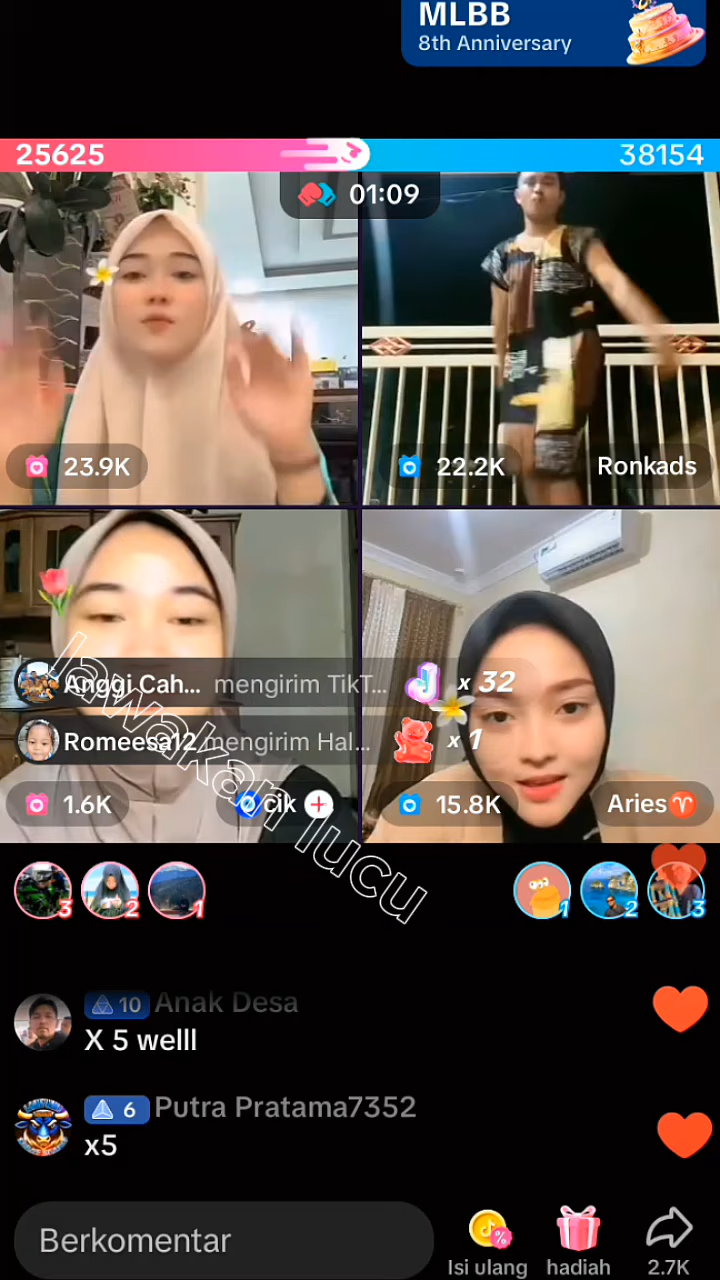 MLBB
8th Anniversary
25625
38154
01:09
23.9K
22.2K
Ronkads
Anggi Cah... mengirim TikT...
x 32
Romeesa12 mengirim Hal...
x 1
1.6K
cik
15.8K
Aries
lawakan lucu
3
2
1
1
2
3
10 Anak Desa
X 5 welll
6 Putra Pratama7352
x5
Berkomentar
Isi ulang
hadiah
2.7K